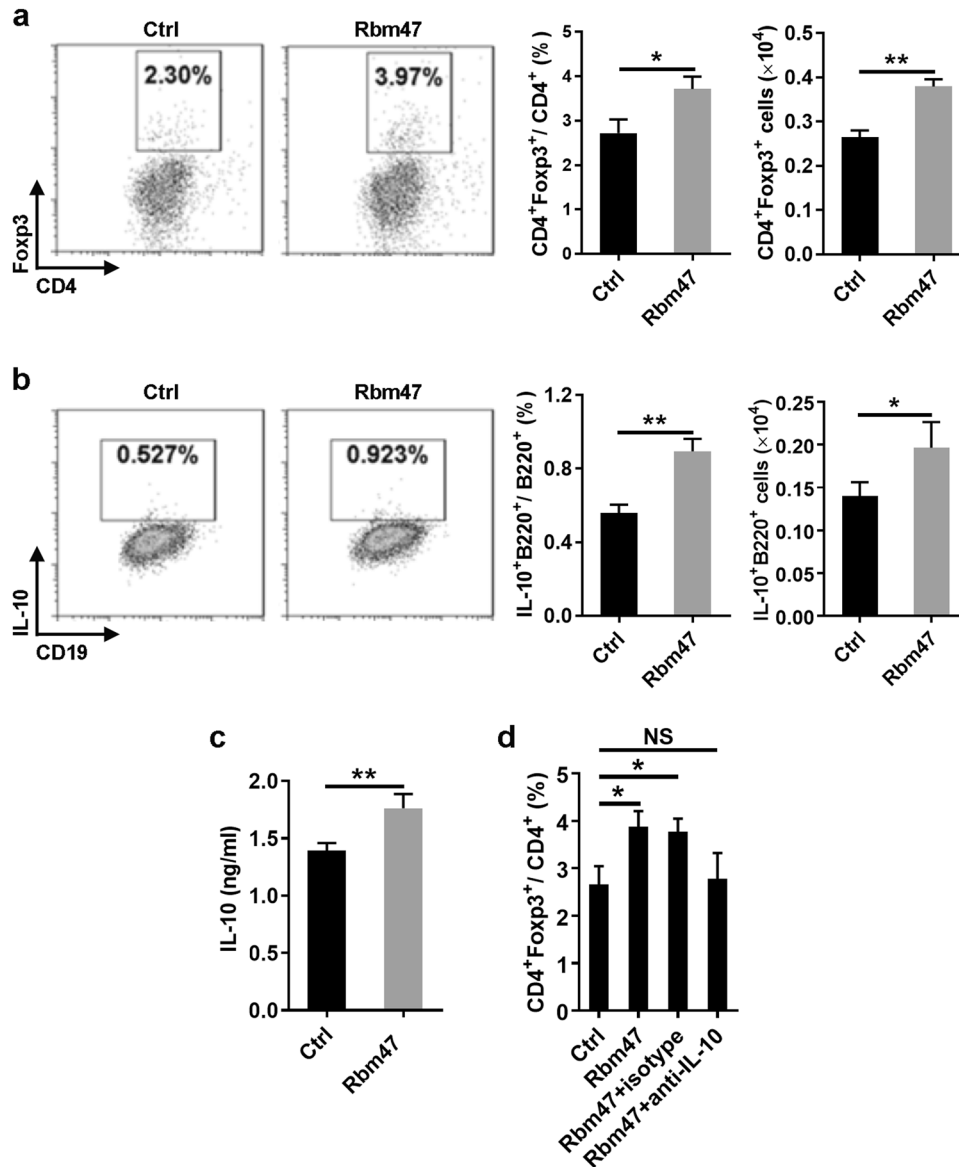 a
Ctrl
Rbm47
2.30%
3.97%
Foxp3
CD4
CD4⁺Foxp3⁺/ CD4⁺ (%)
5
4
3
2
1
0
*
Ctrl
Rbm47
CD4⁺Foxp3⁺ cells (×10⁴)
0.5
0.4
0.3
0.2
0.1
0.0
**
Ctrl
Rbm47
b
Ctrl
Rbm47
0.527%
0.923%
IL-10
CD19
IL-10⁺B220⁺/ B220⁺ (%)
1.2
0.8
0.4
0.0
**
Ctrl
Rbm47
IL-10⁺B220⁺ cells (×10⁴)
0.25
0.20
0.15
0.10
0.05
0.00
*
Ctrl
Rbm47
c
IL-10 (ng/ml)
2.0
1.5
1.0
0.5
0.0
**
Ctrl
Rbm47
d
CD4⁺Foxp3⁺/ CD4⁺ (%)
5
4
3
2
1
0
NS
*
*
Ctrl
Rbm47
Rbm47+isotype
Rbm47+anti-IL-10